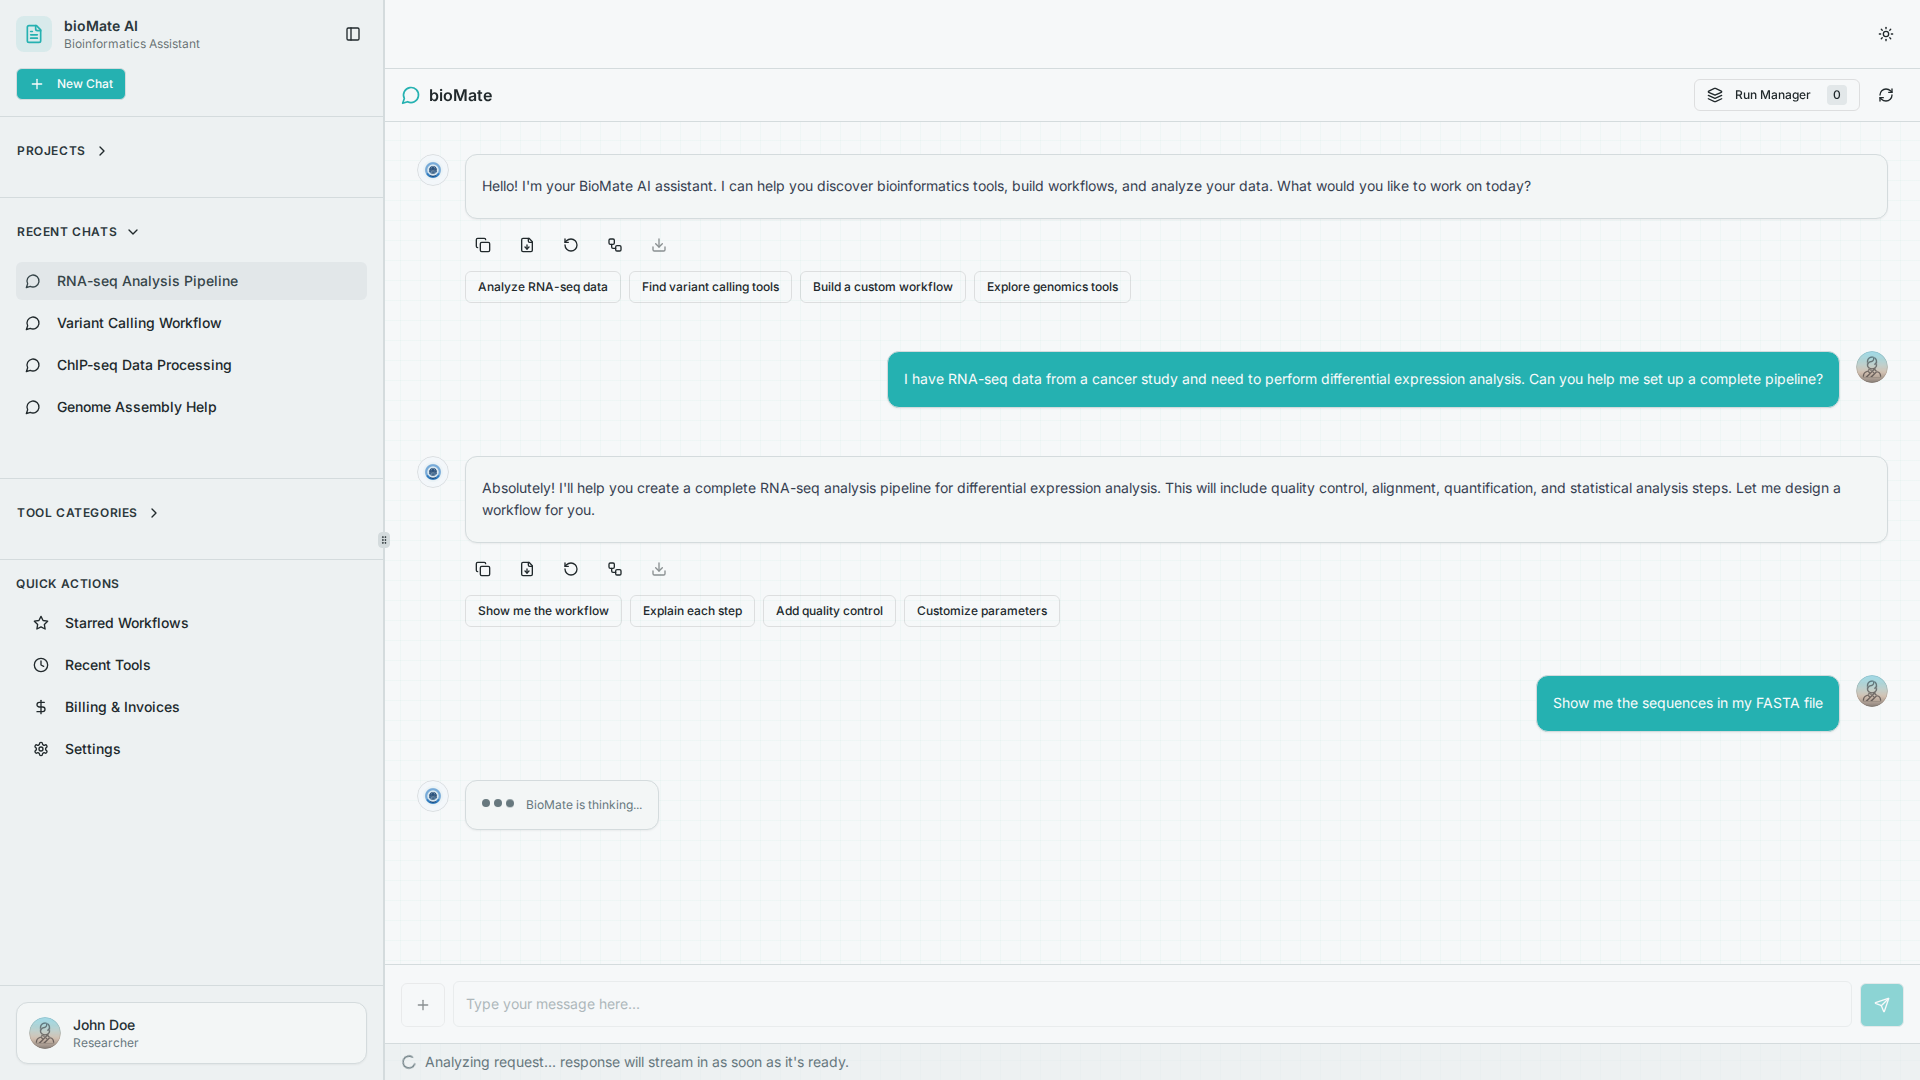 bioMate AI
Bioinformatics Assistant
New Chat
PROJECTS
RECENT CHATS
RNA-seq Analysis Pipeline
Variant Calling Workflow
ChIP-seq Data Processing
Genome Assembly Help
TOOL CATEGORIES
QUICK ACTIONS
Starred Workflows
Recent Tools
Billing & Invoices
Settings
John Doe
Researcher
bioMate
Run Manager 0
Hello! I'm your BioMate AI assistant. I can help you discover bioinformatics tools, build workflows, and analyze your data. What would you like to work on today?
Analyze RNA-seq data Find variant calling tools Build a custom workflow Explore genomics tools
I have RNA-seq data from a cancer study and need to perform differential expression analysis. Can you help me set up a complete pipeline?
Absolutely! I'll help you create a complete RNA-seq analysis pipeline for differential expression analysis. This will include quality control, alignment, quantification, and statistical analysis steps. Let me design a
workflow for you.
Show me the workflow Explain each step Add quality control Customize parameters
Show me the sequences in my FASTA file
BioMate is thinking...
Type your message here...
Analyzing request... response will stream in as soon as it's ready.